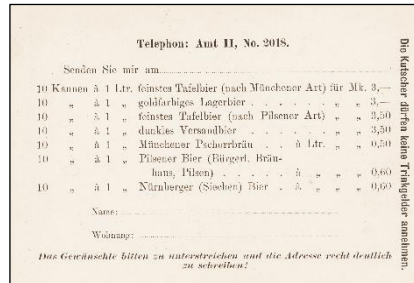 Telephon: Amt II, No. 2018.
Senden Sie mir am
10 Kannen à 1 Ltr. feinstes Tafelbier (nach Münchener Art) für Mk. 3,—
10 „ à 1 „ goldfarbiges Lagerbier . . . . . „ „ 3,—
10 „ à 1 „ feinstes Tafelbier (nach Pilsener Art) „ „ 3,50
10 „ à 1 „ dunkles Versandbier . . . . . „ „ 3,50
10 „ à 1 „ Münchener Pschorrbräu . . à Ltr. „ 0,50
10 „ à 1 „ Pilsener Bier (Bürgerl. Bräu-
haus, Pilsen) . . . . . à „ „ 0,60
10 „ à 1 „ Nürnberger (Siechen) Bier . à „ „ 0,60
Name:
Wohnung:
Das Gewünschte bitten zu unterstreichen und die Adresse recht deutlich
zu schreiben!
Die Kutscher dürfen keine Trinkgelder annehmen.